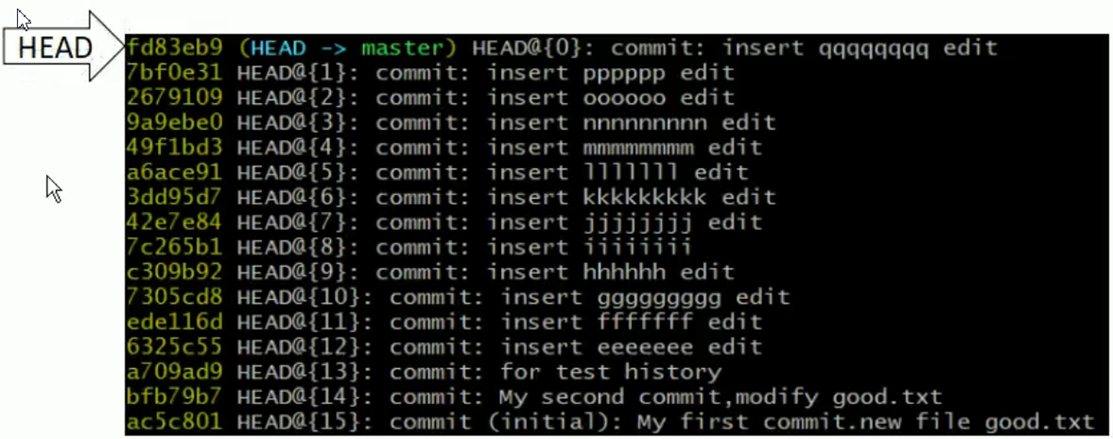 HEAD
fd83eb9 (HEAD -> master) HEAD@{0}: commit: insert qqqqqqqq edit
7bf0e31 HEAD@{1}: commit: insert pppppp edit
2679109 HEAD@{2}: commit: insert oooooo edit
9a9ebe0 HEAD@{3}: commit: insert nnnnnnnnn edit
49f1bd3 HEAD@{4}: commit: insert mmmmmmmmm edit
a6ace91 HEAD@{5}: commit: insert lllllll edit
3dd95d7 HEAD@{6}: commit: insert kkkkkkkkk edit
42e7e84 HEAD@{7}: commit: insert jjjjjjjj edit
7c265b1 HEAD@{8}: commit: insert iiiiiiii
c309b92 HEAD@{9}: commit: insert hhhhhh edit
7305cd8 HEAD@{10}: commit: insert ggggggggg edit
ede116d HEAD@{11}: commit: insert fffffff edit
6325c55 HEAD@{12}: commit: insert eeeeeee edit
a709ad9 HEAD@{13}: commit: for test history
bfb79b7 HEAD@{14}: commit: My second commit,modify good.txt
ac5c801 HEAD@{15}: commit (initial): My first commit.new file good.txt